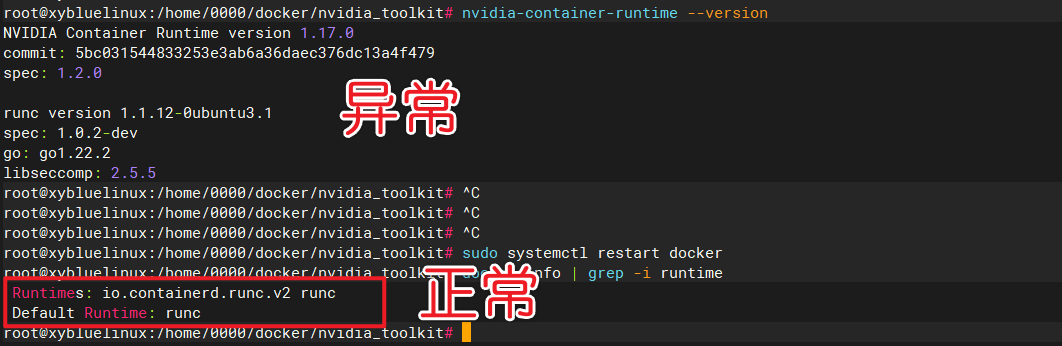 root@xybluelinux:/home/0000/docker/nvidia_toolkit# nvidia-container-runtime --version
NVIDIA Container Runtime version 1.17.0
commit: 5bc031544833253e3ab6a36daec376dc13a4f479
spec: 1.2.0
异常
runc version 1.1.12-0ubuntu3.1
spec: 1.0.2-dev
go: go1.22.2
libseccomp: 2.5.5
root@xybluelinux:/home/0000/docker/nvidia_toolkit# ^C
root@xybluelinux:/home/0000/docker/nvidia_toolkit# ^C
root@xybluelinux:/home/0000/docker/nvidia_toolkit# ^C
root@xybluelinux:/home/0000/docker/nvidia_toolkit# sudo systemctl restart docker
root@xybluelinux:/home/0000/docker/nvidia_toolkit# | grep -i runtime
正常
Runtimes: io.containerd.runc.v2 runc
Default Runtime: runc
root@xybluelinux:/home/0000/docker/nvidia_toolkit#